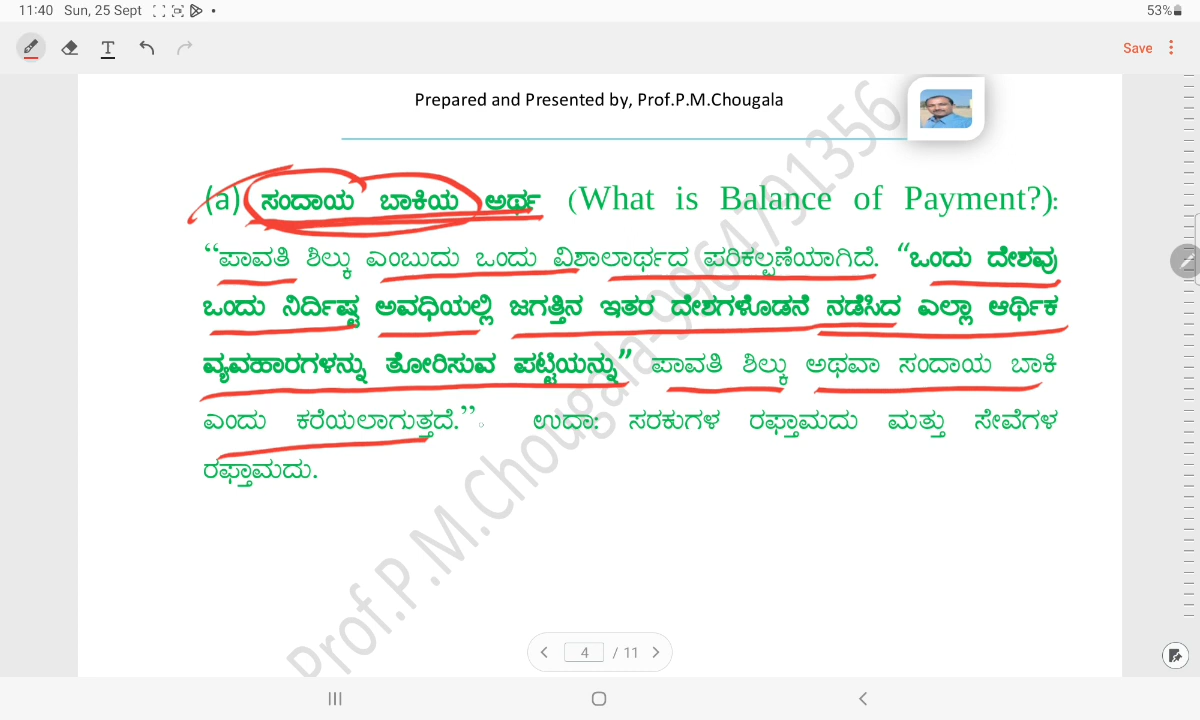 11:40 Sun, 25 Sept
53%
T
Save
Prepared and Presented by, Prof.P.M.Chougala
(a) ಸಂದಾಯ ಬಾಕಿಯ ಅರ್ಥ (What is Balance of Payment?):
“ಪಾವತಿ ಶಿಲ್ಕು ಎಂಬುದು ಒಂದು ವಿಶಾಲಾರ್ಥದ ಪರಿಕಲ್ಪಣೆಯಾಗಿದೆ. “ಒಂದು ದೇಶವು
ಒಂದು ನಿರ್ದಿಷ್ಟ ಅವಧಿಯಲ್ಲಿ ಜಗತ್ತಿನ ಇತರ ದೇಶಗಳೊಡನೆ ನಡೆಸಿದ ಎಲ್ಲಾ ಆರ್ಥಿಕ
ವ್ಯವಹಾರಗಳನ್ನು ತೋರಿಸುವ ಪಟ್ಟಿಯನ್ನು” ಪಾವತಿ ಶಿಲ್ಕು ಅಥವಾ ಸಂದಾಯ ಬಾಕಿ
ಎಂದು ಕರೆಯಲಾಗುತ್ತದೆ.”. ಉದಾ: ಸರಕುಗಳ ರಫ್ತಾಮದು ಮತ್ತು ಸೇವೆಗಳ
ರಫ್ತಾಮದು.
Prof.P.M.Chougala-9964791356
4 / 11